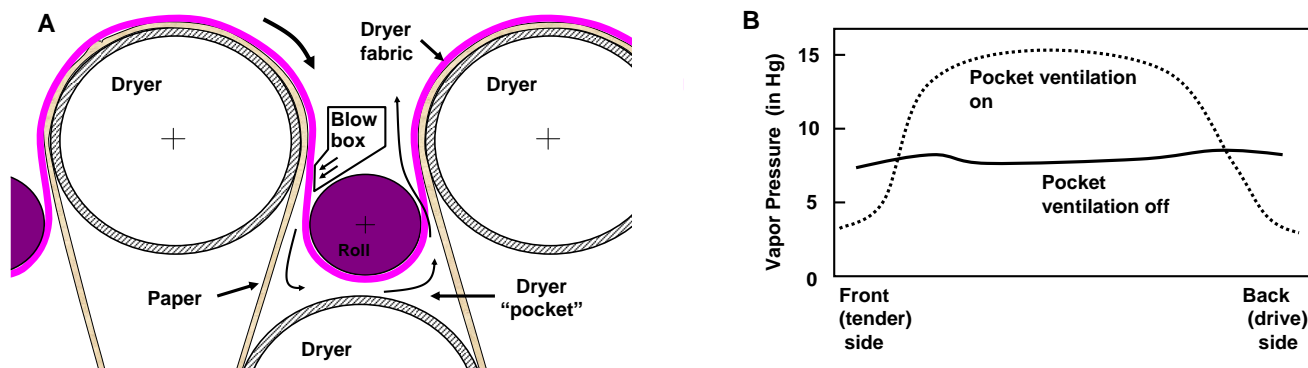 A
Dryer
fabric
Dryer
Dryer
Blow
box
Roll
Paper
Dryer
“pocket”
Dryer
B
Vapor Pressure (in Hg)
15
10
5
0
Pocket ventilation
on
Pocket
ventilation off
Front
(tender)
side
Back
(drive)
side